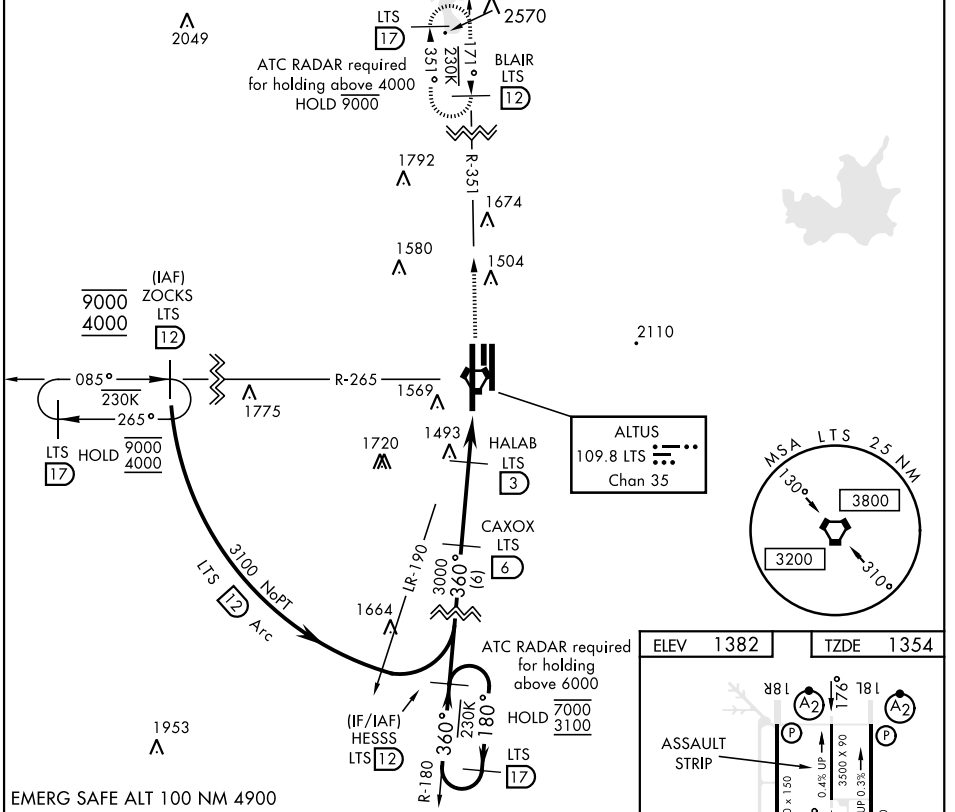 2049
LTS
17
2570
ATC RADAR required
for holding above 4000
HOLD 9000
351°
230K
171°
BLAIR
LTS
12
1792
R-351
1674
1580
1504
(IAF)
ZOCKS
LTS
12
9000
4000
2110
085°
230K
265°
R-265
1569
1775
LTS
17
HOLD
9000
4000
1720
1493
HALAB
LTS
3
ALTUS
109.8 LTS
Chan 35
MSA LTS 25 NM
130°
3800
3200
310°
CAXOX
LTS
6
LR-190
3000
360°
(6)
3100 NoPT
LTS 12 Arc
1664
ATC RADAR required
for holding
above 6000
HOLD
7000
3100
(IF/IAF)
HESSS
LTS 12
360°
230K
180°
LTS
17
R-180
1953
EMERG SAFE ALT 100 NM 4900
ELEV 1382
TZDE 1354
18R
A2
176°
18L
A2
P
P
ASSAULT
STRIP
0.4% UP
3500 X 90
UP 0.3%
0 x 150